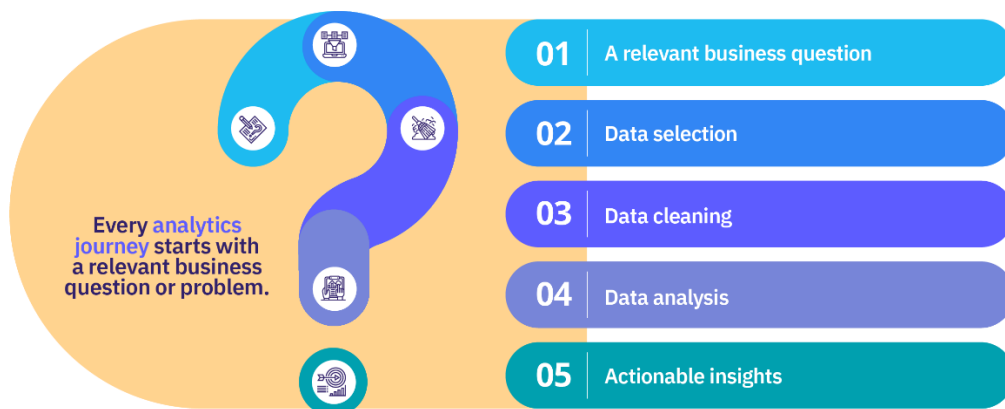 01
A relevant business question
02
Data selection
03
Data cleaning
Every analytics
journey starts with
a relevant business
question or problem.
04
Data analysis
05
Actionable insights